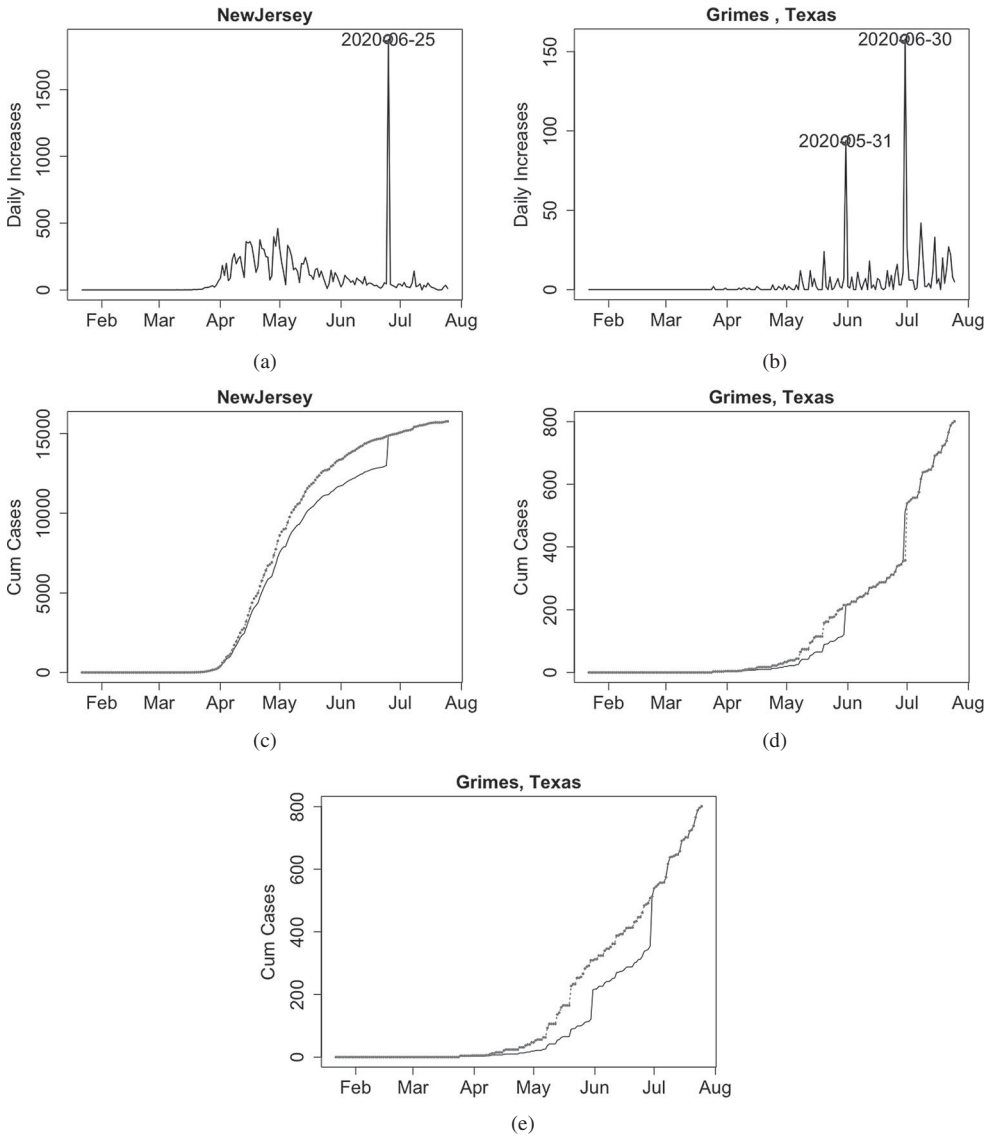 NewJersey
Daily Increases
0 500 1000 1500
2020-06-25
Feb Mar Apr May Jun Jul Aug
(a)
Grimes , Texas
Daily Increases
0 50 100 150
2020-05-31
2020-06-30
Feb Mar Apr May Jun Jul Aug
(b)
NewJersey
Cum Cases
0 5000 10000 15000
Feb Mar Apr May Jun Jul Aug
(c)
Grimes, Texas
Cum Cases
0 200 400 600 800
Feb Mar Apr May Jun Jul Aug
(d)
Grimes, Texas
Cum Cases
0 200 400 600 800
Feb Mar Apr May Jun Jul Aug
(e)